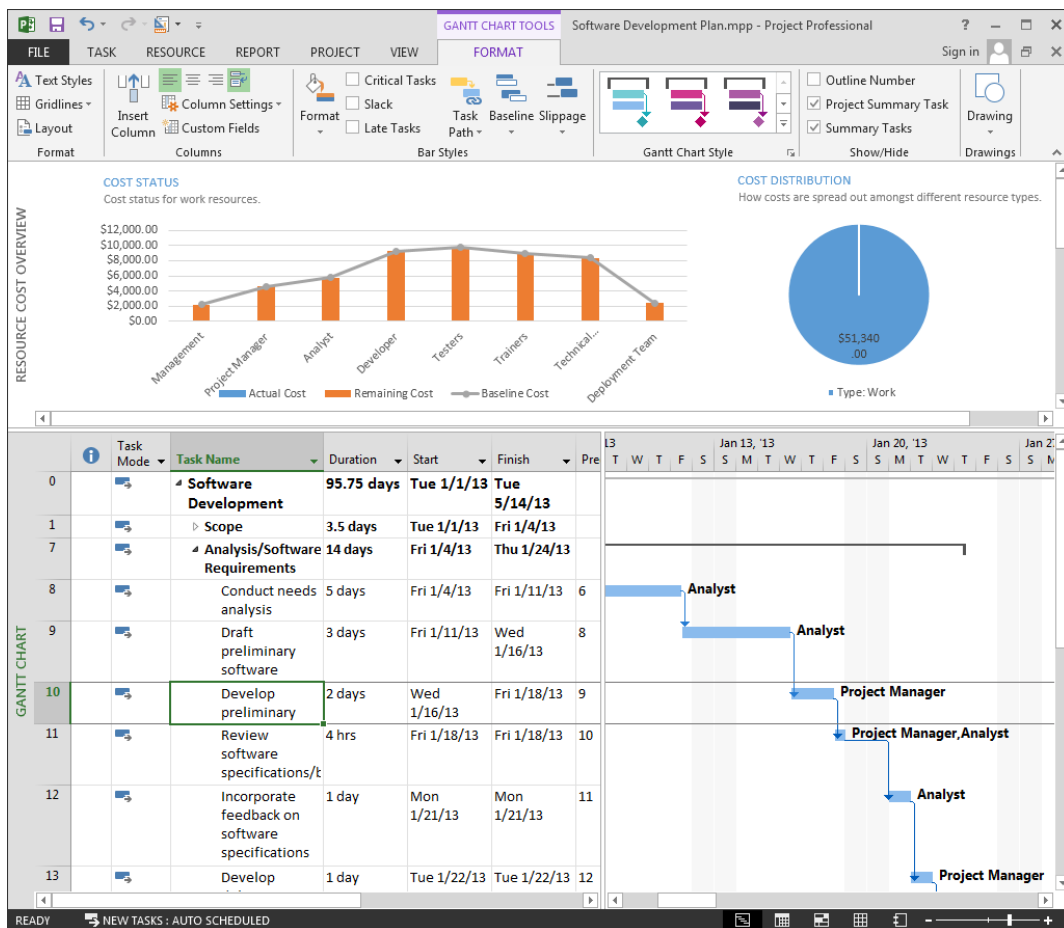 GANTT CHART TOOLS
Software Development Plan.mpp - Project Professional
FILE TASK RESOURCE REPORT PROJECT VIEW FORMAT Sign in
Text Styles
Gridlines
Layout
Format
Insert Column
Column Settings
Custom Fields
Columns
Format
Critical Tasks
Slack
Late Tasks
Task Path
Baseline
Slippage
Bar Styles
Gantt Chart Style
Outline Number
Project Summary Task
Summary Tasks
Show/Hide
Drawing
Drawings
RESOURCE COST OVERVIEW
COST STATUS
Cost status for work resources.
$12,000.00
$10,000.00
$8,000.00
$6,000.00
$4,000.00
$2,000.00
$0.00
Management
Project Manager
Analyst
Developer
Testers
Trainers
Technical...
Deployment Team
Actual Cost Remaining Cost Baseline Cost
COST DISTRIBUTION
How costs are spread out amongst different resource types.
$51,340
.00
Type: Work
GANTT CHART
Task Mode Task Name Duration Start Finish Pre
13 Jan 13, '13 Jan 20, '13 Jan 2
T W T F S S M T W T F S S M T W T F S S M
0 Software Development 95.75 days Tue 1/1/13 Tue 5/14/13
1 Scope 3.5 days Tue 1/1/13 Fri 1/4/13
7 Analysis/Software Requirements 14 days Fri 1/4/13 Thu 1/24/13
8 Conduct needs analysis 5 days Fri 1/4/13 Fri 1/11/13 6 Analyst
9 Draft preliminary software 3 days Fri 1/11/13 Wed 1/16/13 8 Analyst
10 Develop preliminary 2 days Wed 1/16/13 Fri 1/18/13 9 Project Manager
11 Review software specifications/b 4 hrs Fri 1/18/13 Fri 1/18/13 10 Project Manager,Analyst
12 Incorporate feedback on software specifications 1 day Mon 1/21/13 Mon 1/21/13 11 Analyst
13 Develop 1 day Tue 1/22/13 Tue 1/22/13 12 Project Manager
READY NEW TASKS : AUTO SCHEDULED